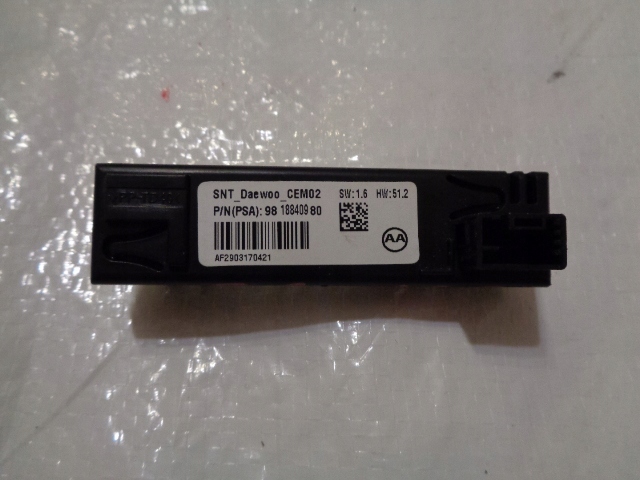 SNT_Daewoo_CEM02 SW:1.6 HW:51.2
P/N(PSA): 98 188409 80
AA
AF2903170421